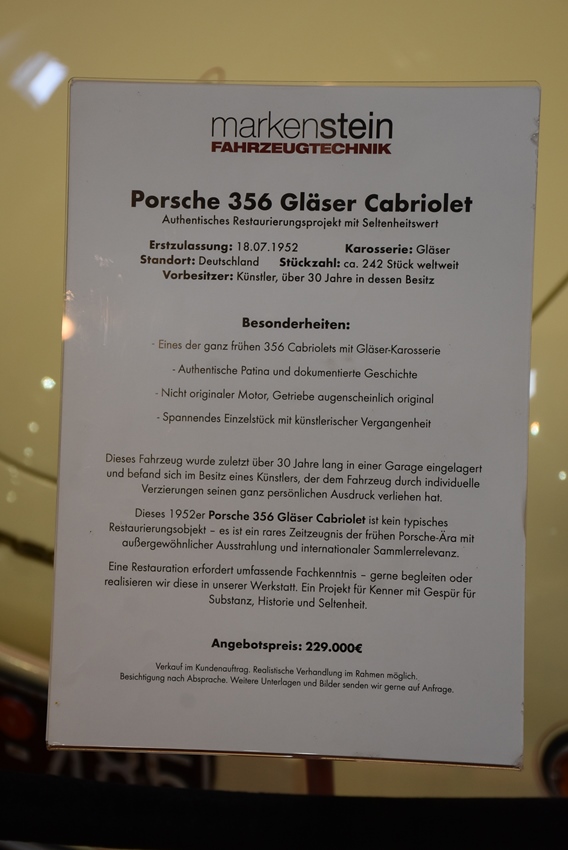 markenstein
FAHRZEUGTECHNIK
Porsche 356 Gläser Cabriolet
Authentisches Restaurierungsprojekt mit Seltenheitswert
Erstzulassung: 18.07.1952 Karosserie: Gläser
Standort: Deutschland Stückzahl: ca. 242 Stück weltweit
Vorbesitzer: Künstler, über 30 Jahre in dessen Besitz
Besonderheiten:
- Eines der ganz frühen 356 Cabriolets mit Gläser-Karosserie
- Authentische Patina und dokumentierte Geschichte
- Nicht originaler Motor, Getriebe augenscheinlich original
- Spannendes Einzelstück mit künstlerischer Vergangenheit
Dieses Fahrzeug wurde zuletzt über 30 Jahre lang in einer Garage eingelagert
und befand sich im Besitz eines Künstlers, der dem Fahrzeug durch individuelle
Verzierungen seinen ganz persönlichen Ausdruck verliehen hat.
Dieses 1952er Porsche 356 Gläser Cabriolet ist kein typisches
Restaurierungsobjekt – es ist ein rares Zeitzeugnis der frühen Porsche-Ära mit
außergewöhnlicher Ausstrahlung und internationaler Sammlerrelevanz.
Eine Restauration erfordert umfassende Fachkenntnis – gerne begleiten oder
realisieren wir diese in unserer Werkstatt. Ein Projekt für Kenner mit Gespür für
Substanz, Historie und Seltenheit.
Angebotspreis: 229.000€
Verkauf im Kundenauftrag. Realistische Verhandlung im Rahmen möglich.
Besichtigung nach Absprache. Weitere Unterlagen und Bilder senden wir gerne auf Anfrage.